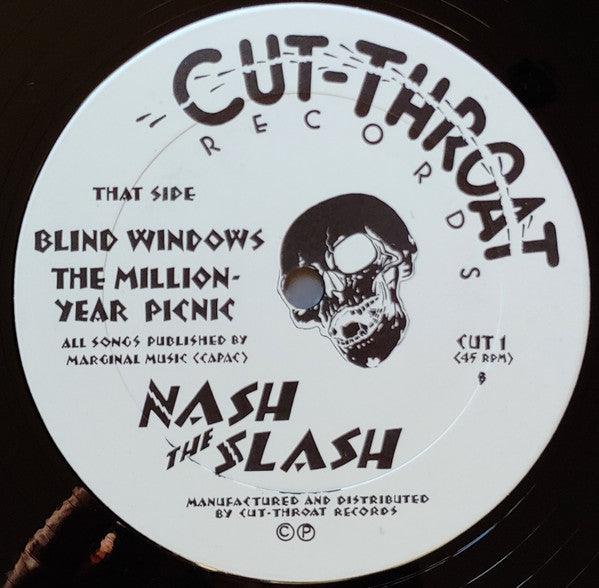 CUT-THROAT
RECORDS
THAT SIDE
BLIND WINDOWS
THE MILLION-
YEAR PICNIC
ALL SONGS PUBLISHED BY
MARGINAL MUSIC <CAPAC>
CUT 1
<45 RPM>
B
NASH
THE SLASH
MANUFACTURED AND DISTRIBUTED
BY CUT-THROAT RECORDS
©℗